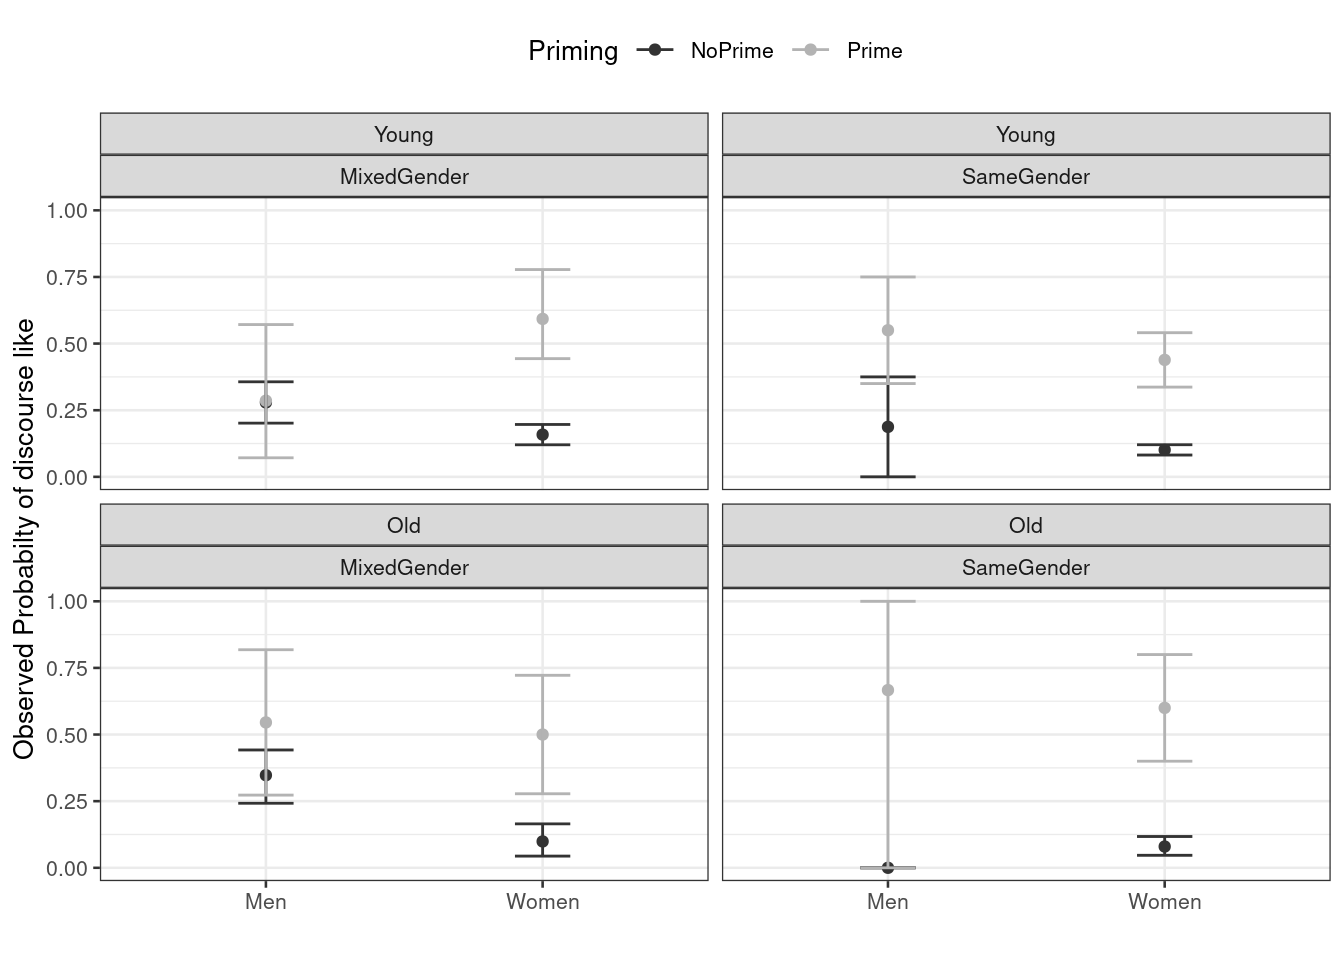 Priming NoPrime Prime
Young Young
MixedGender SameGender
1.00
0.75
0.50
0.25
0.00
Observed Probabilty of discourse like
Old Old
MixedGender SameGender
1.00
0.75
0.50
0.25
0.00
Men Women Men Women